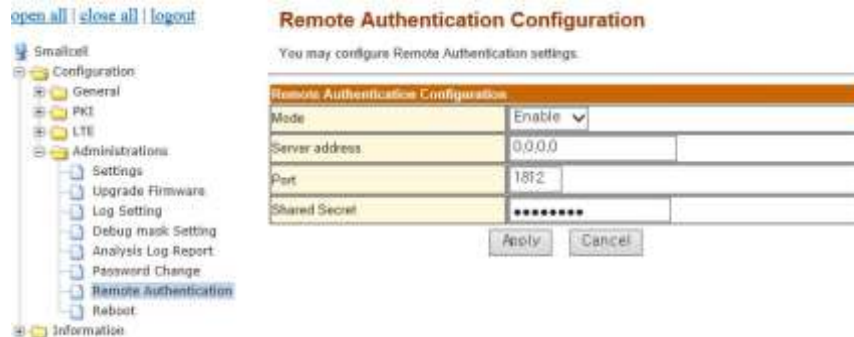 open all | close all | logout
Smallcell
Configuration
General
PKI
LTE
Administrations
Settings
Upgrade Firmware
Log Setting
Debug mask Setting
Analysis Log Report
Password Change
Remote Authentication
Reboot
Information
Remote Authentication Configuration
You may configure Remote Authentication settings.
Remote Authentication Configuration
Mode Enable
Server address 0.0.0.0
Port 1812
Shared Secret ••••••••
Apply Cancel